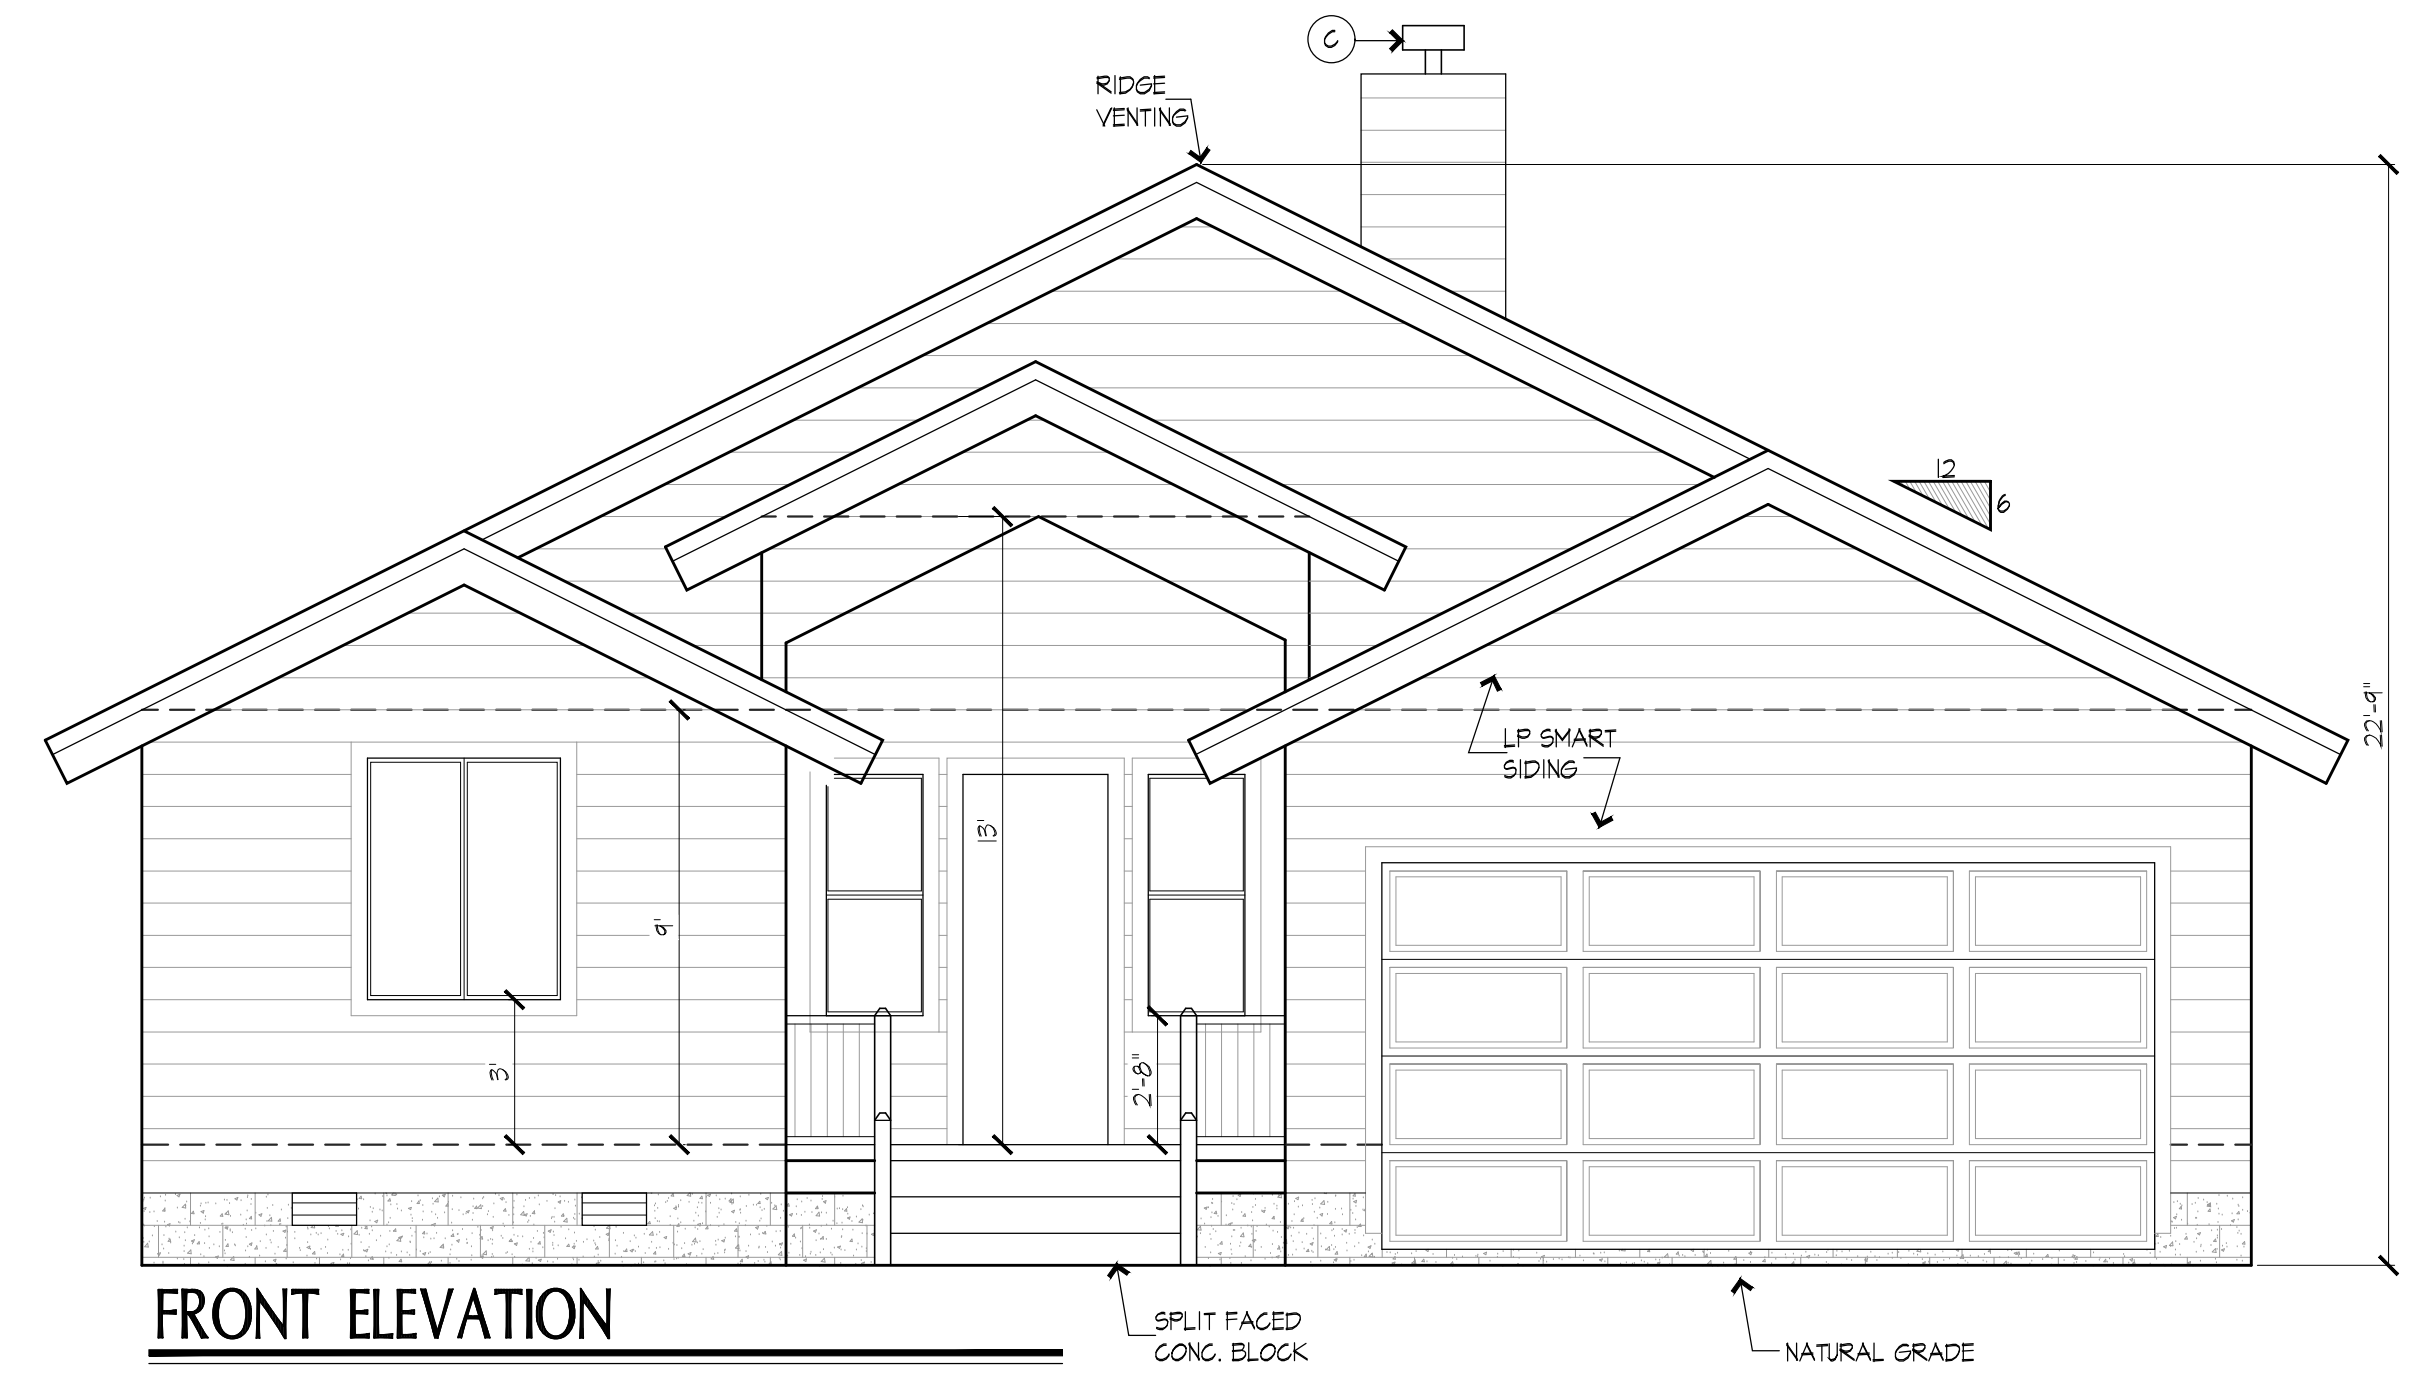 C
RIDGE
VENTING
12
6
22'-9"
LP SMART
SIDING
13'
9'
3'
2'-8"
FRONT ELEVATION
SPLIT FACED
CONC. BLOCK
NATURAL GRADE